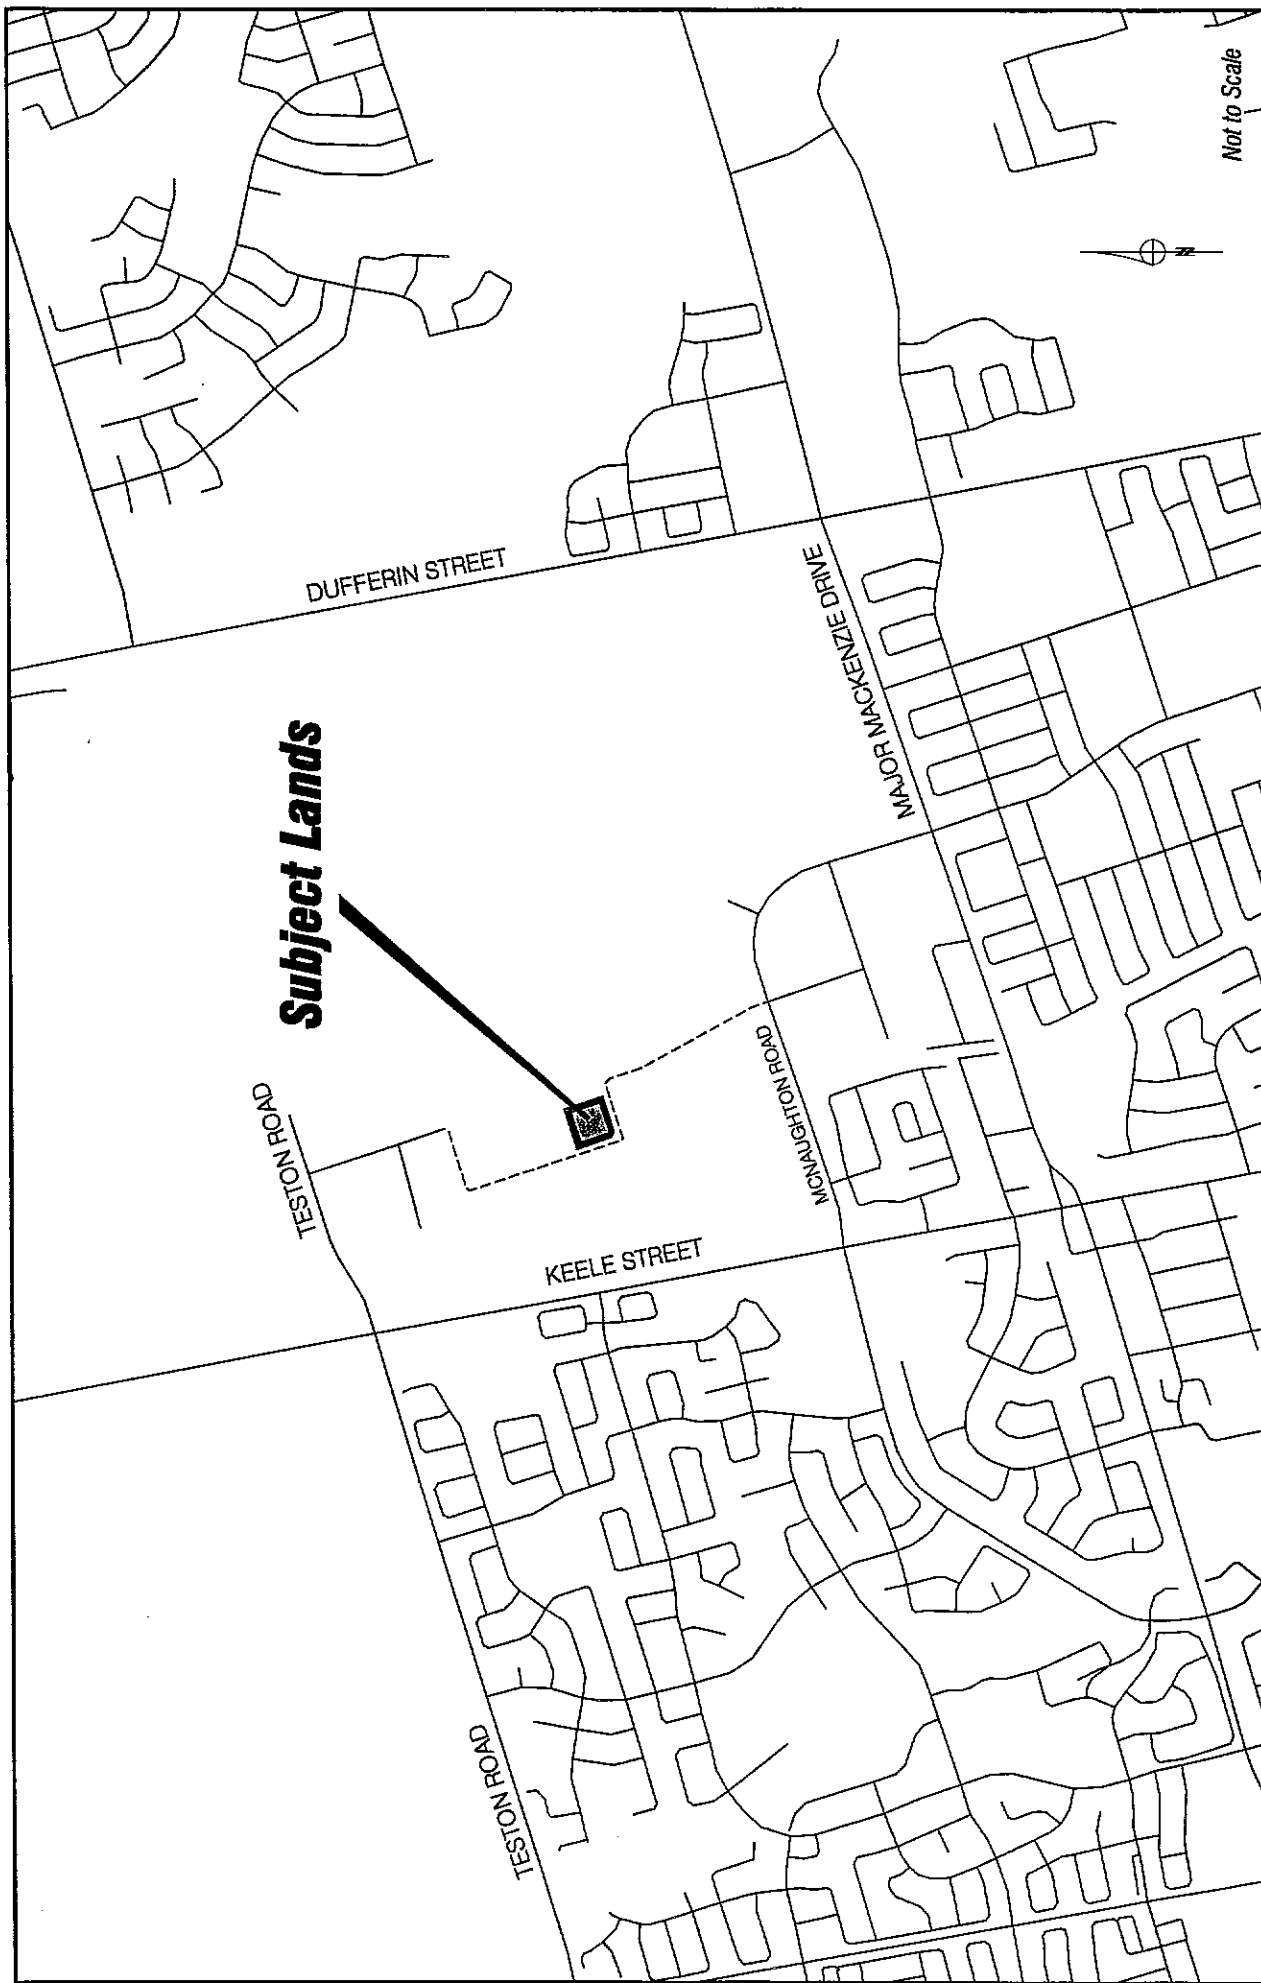 Not to Scale
N
DUFFERIN STREET
MAJOR MACKENZIE DRIVE
Subject Lands
TESTON ROAD
MCNAUGHTON ROAD
KEELE STREET
TESTON ROAD